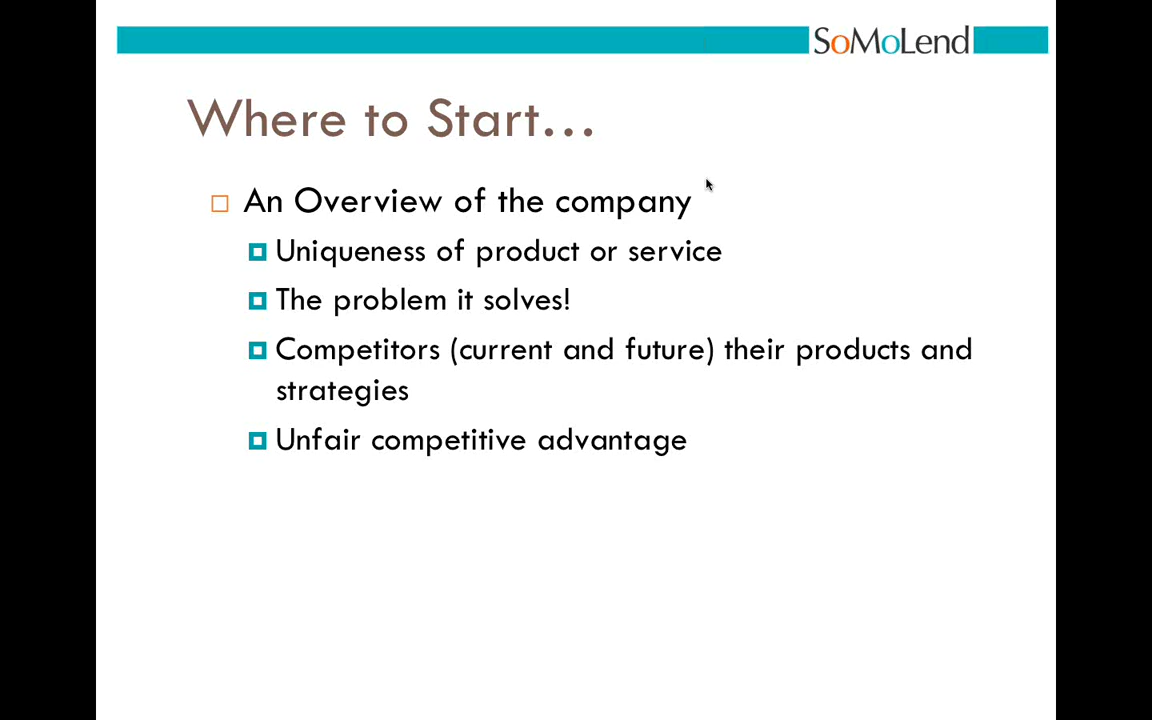 SoMoLend
Where to Start...
An Overview of the company
Uniqueness of product or service
The problem it solves!
Competitors (current and future) their products and
strategies
Unfair competitive advantage